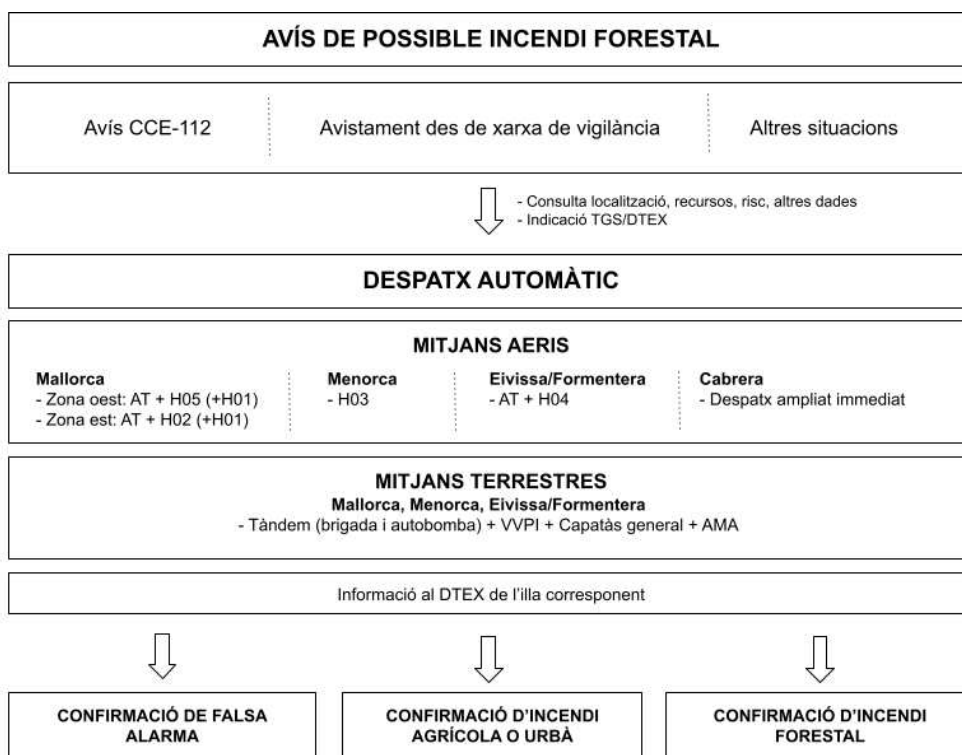 AVÍS DE POSSIBLE INCENDI FORESTAL
Avís CCE-112
Avistament des de xarxa de vigilància
Altres situacions
- Consulta localització, recursos, risc, altres dades
- Indicació TGS/DTEX
DESPATX AUTOMÀTIC
MITJANS AERIS
Mallorca
- Zona oest: AT + H05 (+H01)
- Zona est: AT + H02 (+H01)
Menorca
- H03
Eivissa/Formentera
- AT + H04
Cabrera
- Despatx ampliat immediat
MITJANS TERRESTRES
Mallorca, Menorca, Eivissa/Formentera
- Tàndem (brigada i autobomba) + VVPI + Capatàs general + AMA
Informació al DTEX de l'illa corresponent
CONFIRMACIÓ DE FALSA
ALARMA
CONFIRMACIÓ D'INCENDI
AGRÍCOLA O URBÀ
CONFIRMACIÓ D'INCENDI
FORESTAL